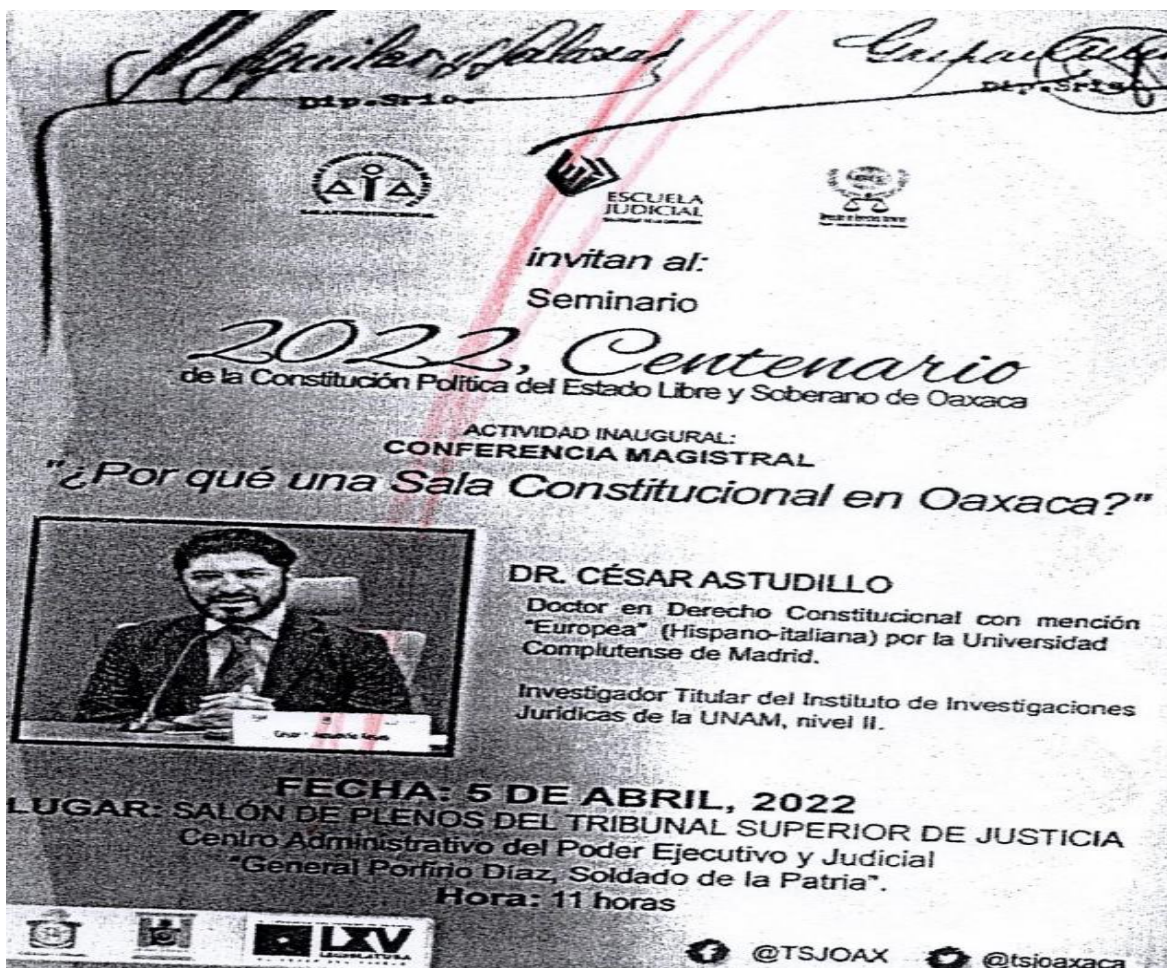 Dip.Srio.
Dip.Srio.
ESCUELA
JUDICIAL
invitan al:
Seminario
2022, Centenario
de la Constitución Política del Estado Libre y Soberano de Oaxaca
ACTIVIDAD INAUGURAL:
CONFERENCIA MAGISTRAL
"¿Por qué una Sala Constitucional en Oaxaca?"
DR. CÉSAR ASTUDILLO
Doctor en Derecho Constitucional con mención
"Europea" (Hispano-italiana) por la Universidad
Complutense de Madrid.
Investigador Titular del Instituto de Investigaciones
Jurídicas de la UNAM, nivel II.
FECHA: 5 DE ABRIL, 2022
LUGAR: SALÓN DE PLENOS DEL TRIBUNAL SUPERIOR DE JUSTICIA
Centro Administrativo del Poder Ejecutivo y Judicial
"General Porfirio Díaz, Soldado de la Patria".
Hora: 11 horas
LXV
LEGISLATURA
@TSJOAX
@tsjoaxaca